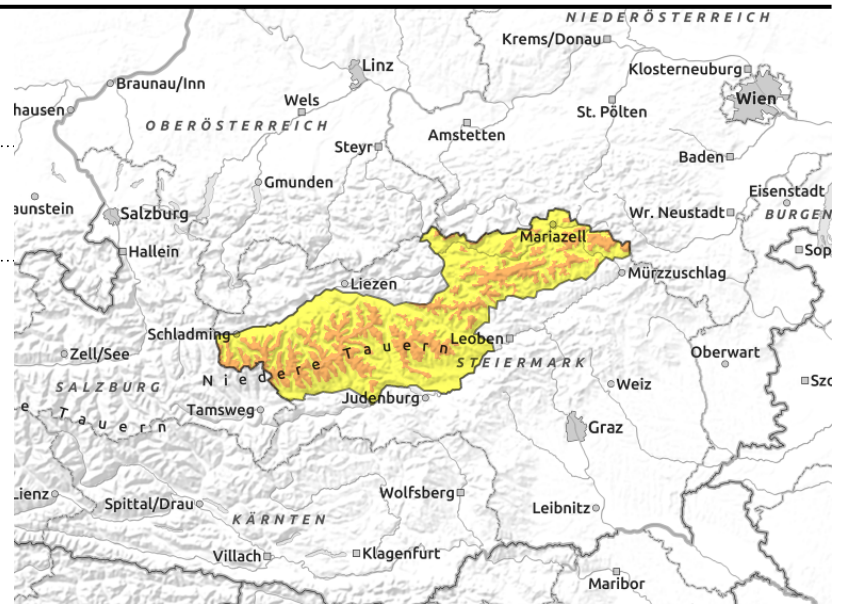 NIEDERÖSTERREICH
Krems/Donau
Linz
Klosterneuburg
Braunau/Inn
Wels
Wien
hausen
St. Pölten
OBERÖSTERREICH
Amstetten
Steyr
Baden
Gmunden
Eisenstadt
aunstein
Salzburg
Wr. Neustadt
BURGEN
Mariazell
Hallein
Sop
Mürzzuschlag
Liezen
Schladming
Leoben
Zell/See
Niedere Tauern
STEIERMARK
Oberwart
SALZBURG
Weiz
Szo
e Tauern
Tamsweg
Judenburg
Graz
Lienz
Wolfsberg
Spittal/Drau
Leibnitz
KÄRNTEN
Villach
Klagenfurt
Maribor